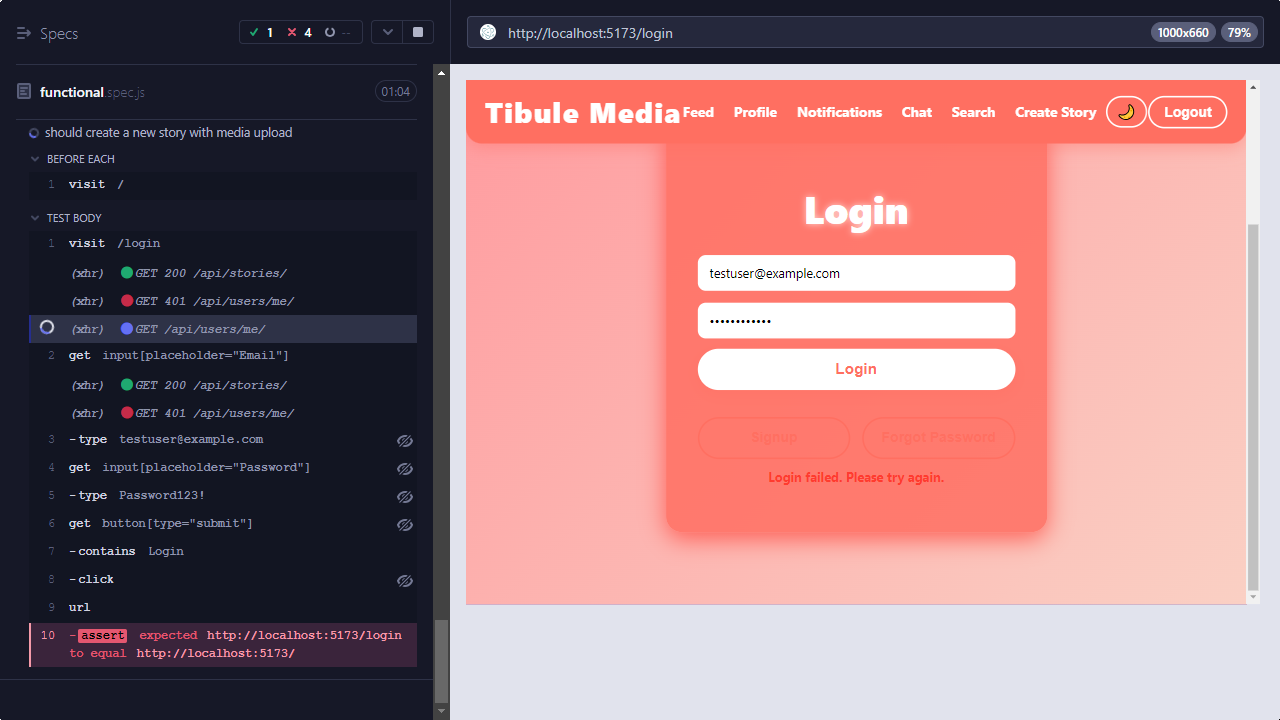 Specs
1 4 --
functional.spec.js
01:04
should create a new story with media upload
BEFORE EACH
1 visit /
TEST BODY
1 visit /login
(xhr) GET 200 /api/stories/
(xhr) GET 401 /api/users/me/
(xhr) GET /api/users/me/
2 get input[placeholder="Email"]
(xhr) GET 200 /api/stories/
(xhr) GET 401 /api/users/me/
3 -type testuser@example.com
4 get input[placeholder="Password"]
5 -type Password123!
6 get button[type="submit"]
7 -contains Login
8 -click
9 url
10 -assert expected http://localhost:5173/login
to equal http://localhost:5173/
http://localhost:5173/login
1000x660 79%
Tibule Media Feed Profile Notifications Chat Search Create Story Logout
Login
testuser@example.com
••••••••••••
Login
Signup Forgot Password
Login failed. Please try again.